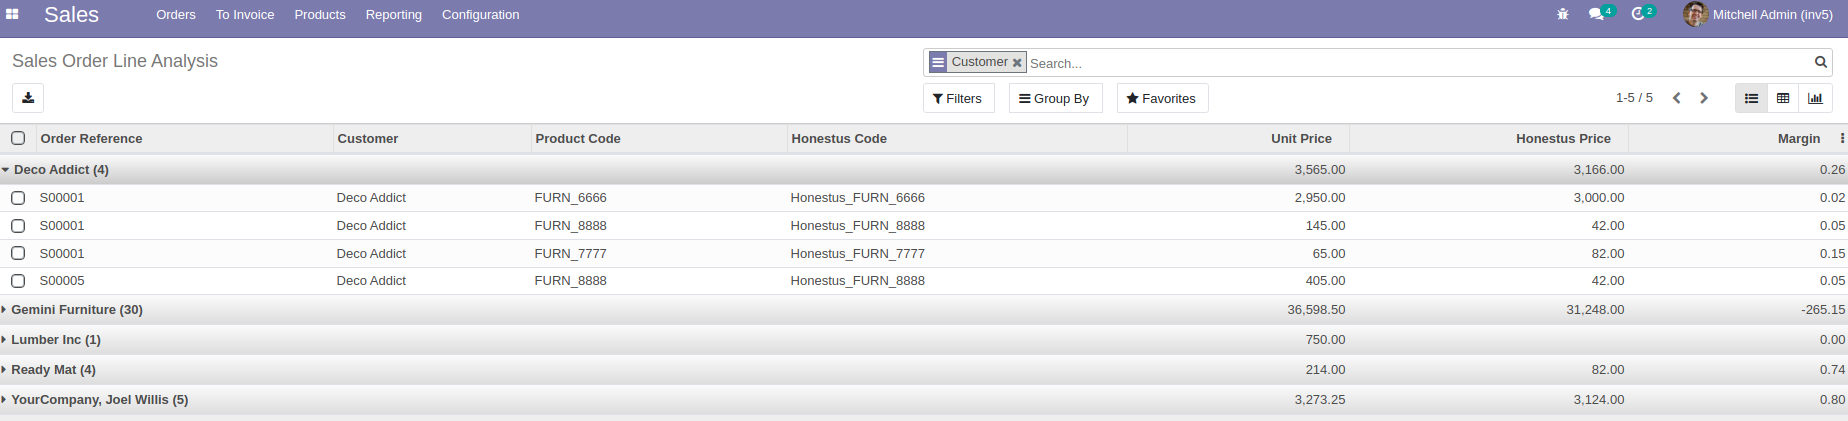 Sales Orders To Invoice Products Reporting Configuration 4 2 Mitchell Admin (inv5)
Sales Order Line Analysis Customer Search...
Filters Group By Favorites 1-5 / 5
Order Reference Customer Product Code Honestus Code Unit Price Honestus Price Margin
Deco Addict (4) 3,565.00 3,166.00 0.26
S00001 Deco Addict FURN_6666 Honestus_FURN_6666 2,950.00 3,000.00 0.02
S00001 Deco Addict FURN_8888 Honestus_FURN_8888 145.00 42.00 0.05
S00001 Deco Addict FURN_7777 Honestus_FURN_7777 65.00 82.00 0.15
S00005 Deco Addict FURN_8888 Honestus_FURN_8888 405.00 42.00 0.05
Gemini Furniture (30) 36,598.50 31,248.00 -265.15
Lumber Inc (1) 750.00 0.00
Ready Mat (4) 214.00 82.00 0.74
YourCompany, Joel Willis (5) 3,273.25 3,124.00 0.80